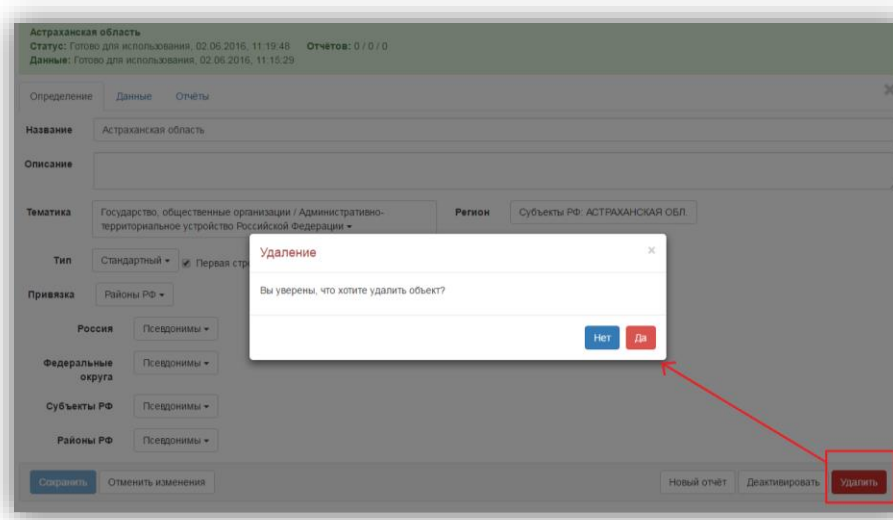 Астраханская область
Статус: Готово для использования, 02.06.2016, 11:19:48 Отчётов: 0 / 0 / 0
Данные: Готово для использования, 02.06.2016, 11:15:29
Определение Данные Отчёты
Название Астраханская область
Описание
Тематика Государство, общественные организации / Административно-
территориальное устройство Российской Федерации
Регион Субъекты РФ: АСТРАХАНСКАЯ ОБЛ.
Тип Стандартный Первая стр
Привязка Районы РФ
Удаление ×
Вы уверены, что хотите удалить объект?
Нет Да
Россия Псевдонимы
Федеральные
округа Псевдонимы
Субъекты РФ Псевдонимы
Районы РФ Псевдонимы
Сохранить Отменить изменения Новый отчёт Деактивировать Удалить